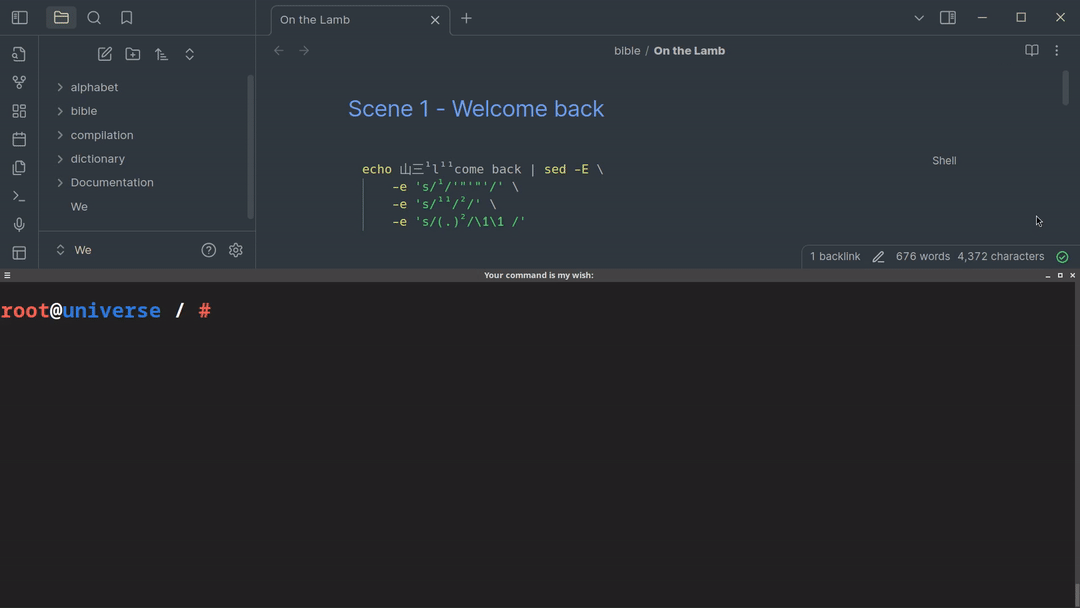 On the Lamb
bible / On the Lamb
alphabet
bible
compilation
dictionary
Documentation
We
We
Scene 1 - Welcome back
Shell
echo 山三¹l¹¹come back | sed -E \
-e 's/¹/'"'"'/' \
-e 's/¹¹/²/' \
-e 's/(.)²/\1\1 /'
1 backlink 676 words 4,372 characters
Your command is my wish:
root@universe / #